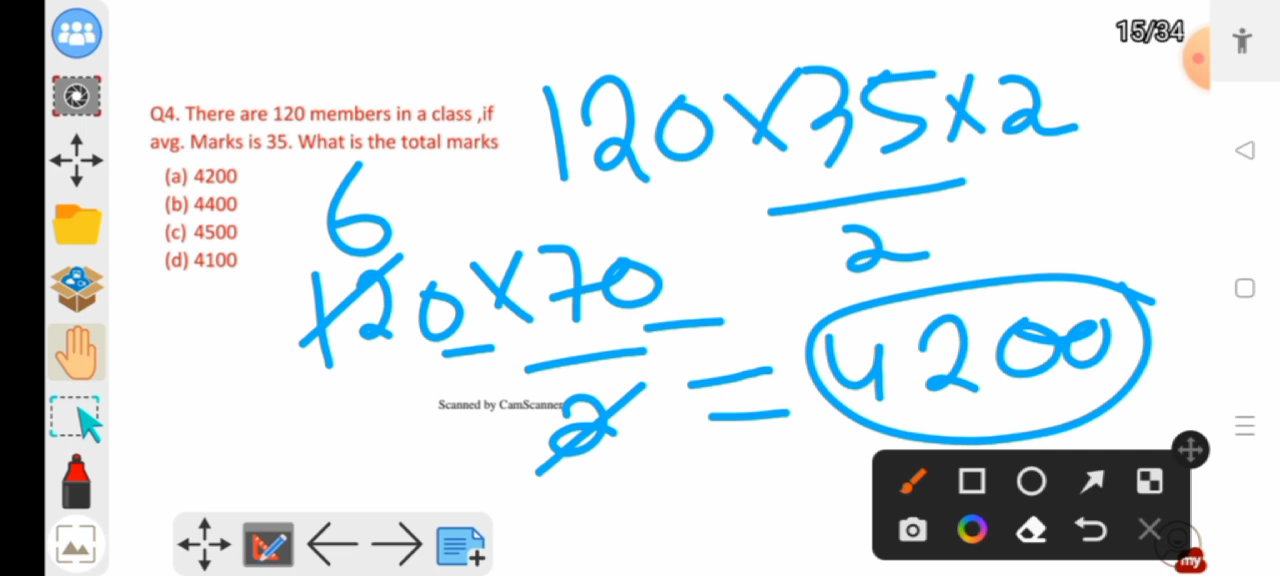 15/34
Q4. There are 120 members in a class ,if
avg. Marks is 35. What is the total marks
(a) 4200
(b) 4400
(c) 4500
(d) 4100
120 x 35 x 2
2
6
120 x 70
2
= 4200
Scanned by CamScanner
my